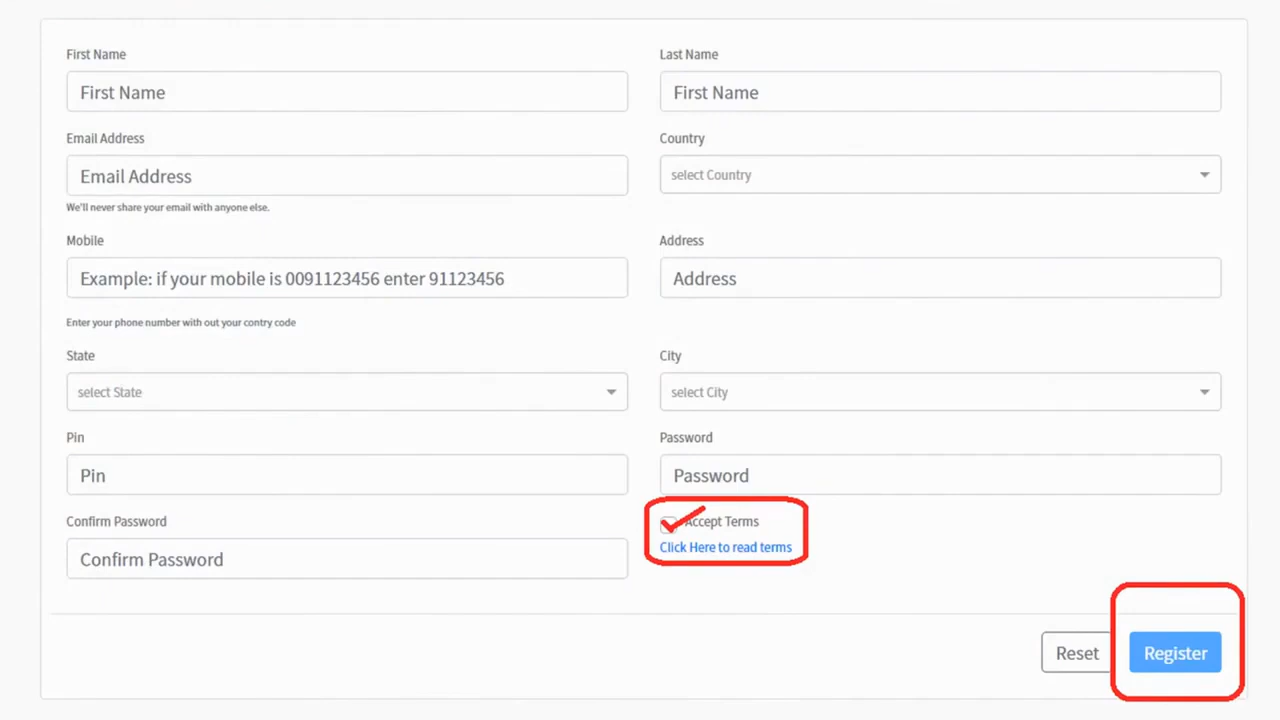 First Name
Last Name
First Name
First Name
Email Address
Country
Email Address
select Country
We'll never share your email with anyone else.
Mobile
Address
Example: if your mobile is 0091123456 enter 91123456
Address
Enter your phone number with out your contry code
State
City
select State
select City
Pin
Password
Pin
Password
Confirm Password
Accept Terms
Click Here to read terms
Confirm Password
Reset
Register